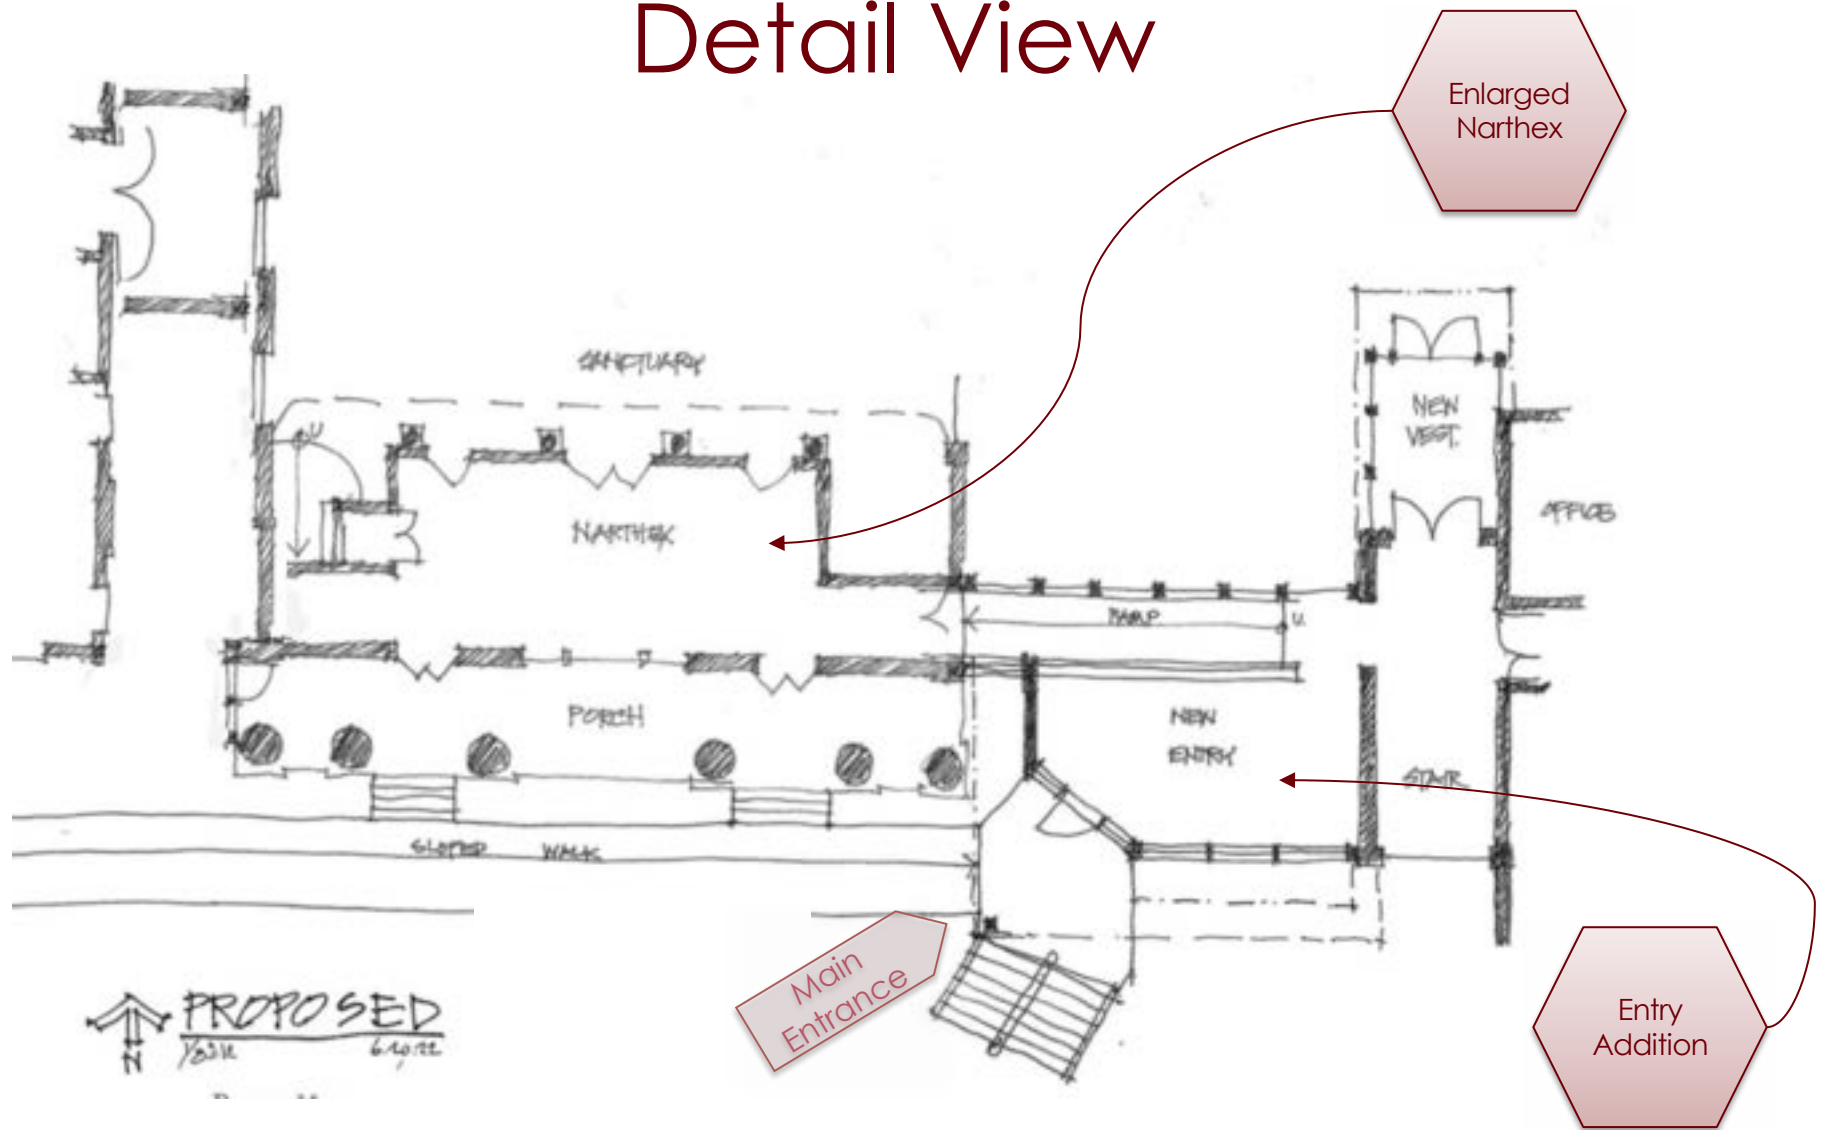 Detail View
Enlarged
Narthex
SANCTUARY
U
NEW
VEST.
NARTHEX
OFFICE
RAMP
U.
PORCH
NEW
ENTRY
STAIR
SLOPED WALK
Main
Entrance
PROPOSED
N
Entry
Addition